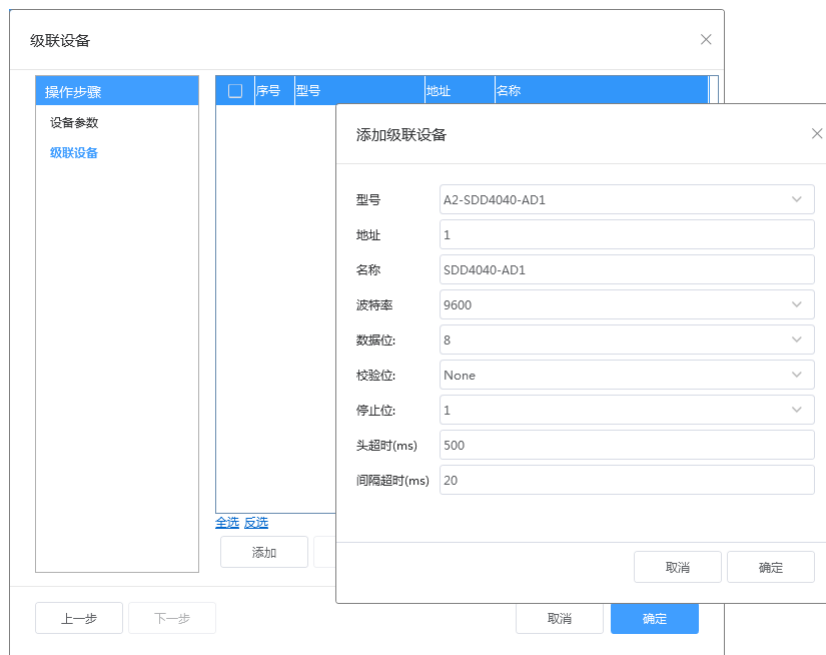 级联设备
操作步骤
设备参数
级联设备
序号 型号 地址 名称
全选 反选
添加
上一步 下一步 取消 确定
添加级联设备
型号 A2-SDD4040-AD1
地址 1
名称 SDD4040-AD1
波特率 9600
数据位: 8
校验位: None
停止位: 1
头超时(ms) 500
间隔超时(ms) 20
取消 确定